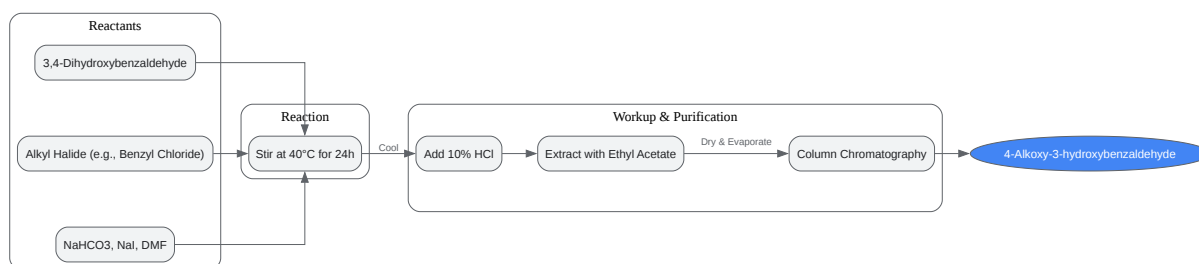 Reactants
3,4-Dihydroxybenzaldehyde
Alkyl Halide (e.g., Benzyl Chloride)
NaHCO3, NaI, DMF
Reaction
Stir at 40°C for 24h
Cool
Workup & Purification
Add 10% HCl
Extract with Ethyl Acetate
Dry & Evaporate
Column Chromatography
4-Alkoxy-3-hydroxybenzaldehyde